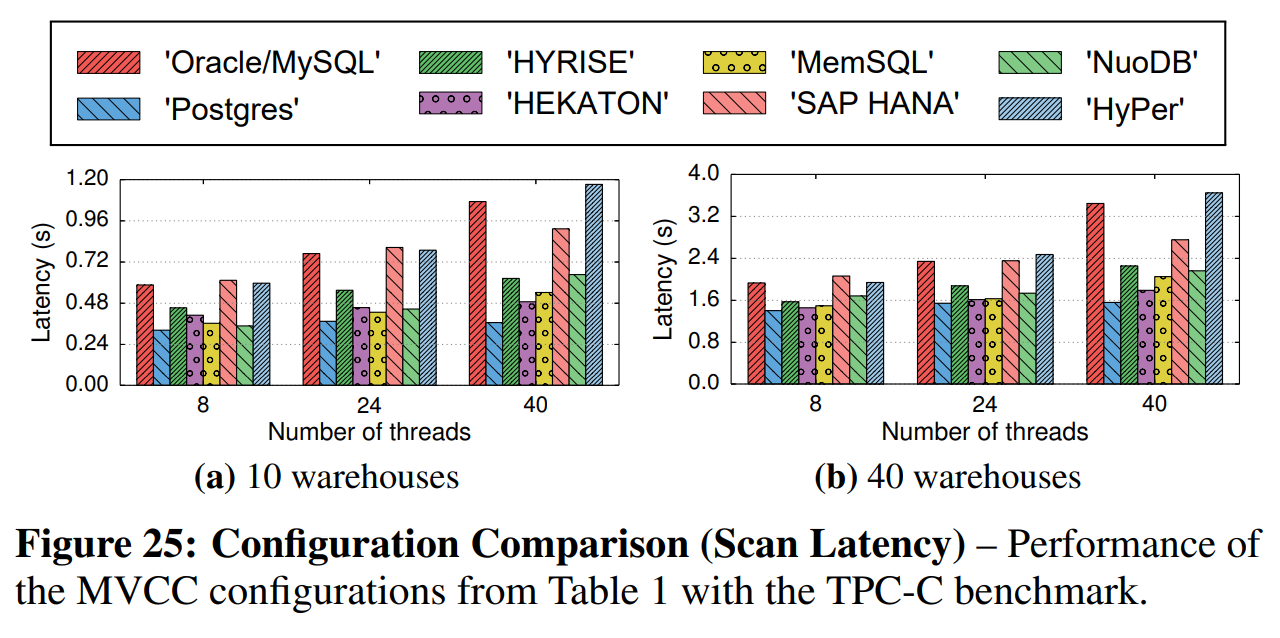 'Oracle/MySQL' 'HYRISE' 'MemSQL' 'NuoDB'
'Postgres' 'HEKATON' 'SAP HANA' 'HyPer'
Latency (s)
1.20
0.96
0.72
0.48
0.24
0.00
8 24 40
Number of threads
(a) 10 warehouses
Latency (s)
4.0
3.2
2.4
1.6
0.8
0.0
8 24 40
Number of threads
(b) 40 warehouses
Figure 25: Configuration Comparison (Scan Latency) – Performance of
the MVCC configurations from Table 1 with the TPC-C benchmark.